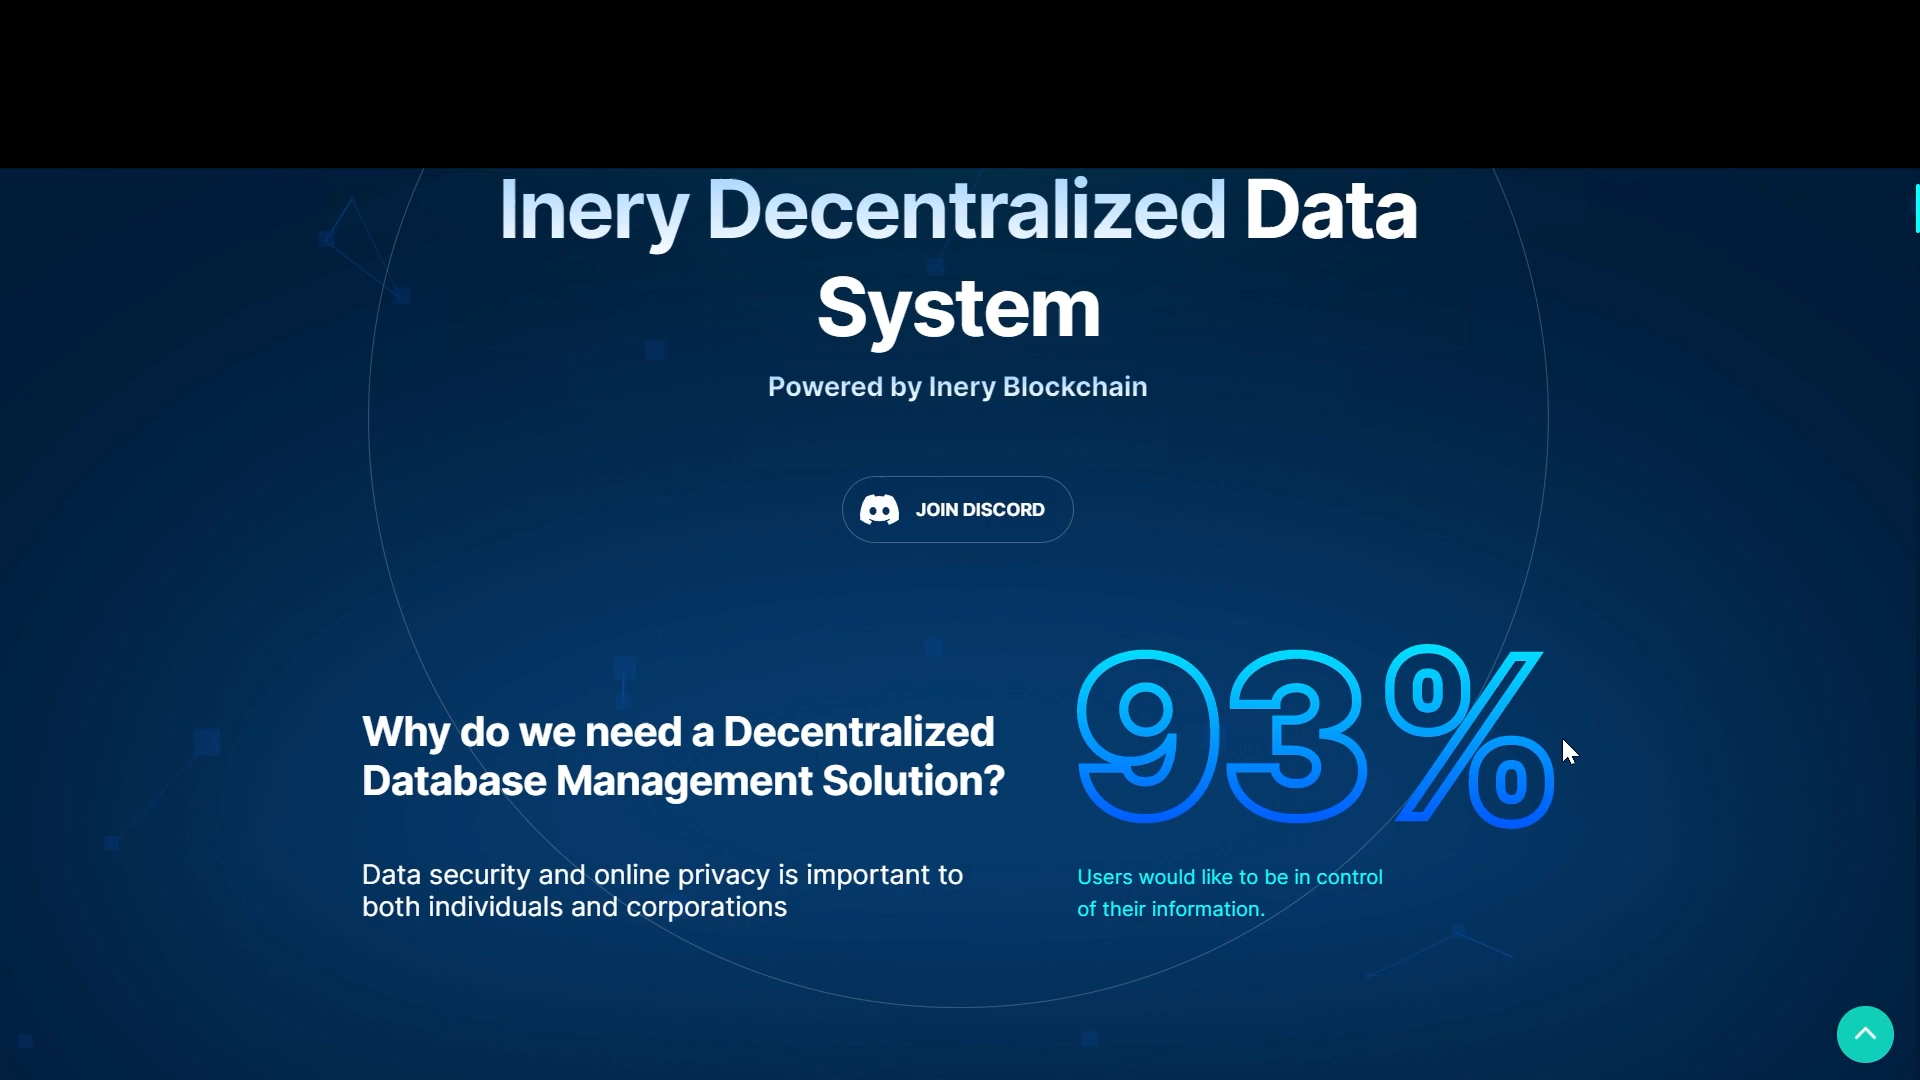 Inery Decentralized Data
System
Powered by Inery Blockchain
JOIN DISCORD
Why do we need a Decentralized
Database Management Solution?
Data security and online privacy is important to
both individuals and corporations
93%
Users would like to be in control
of their information.